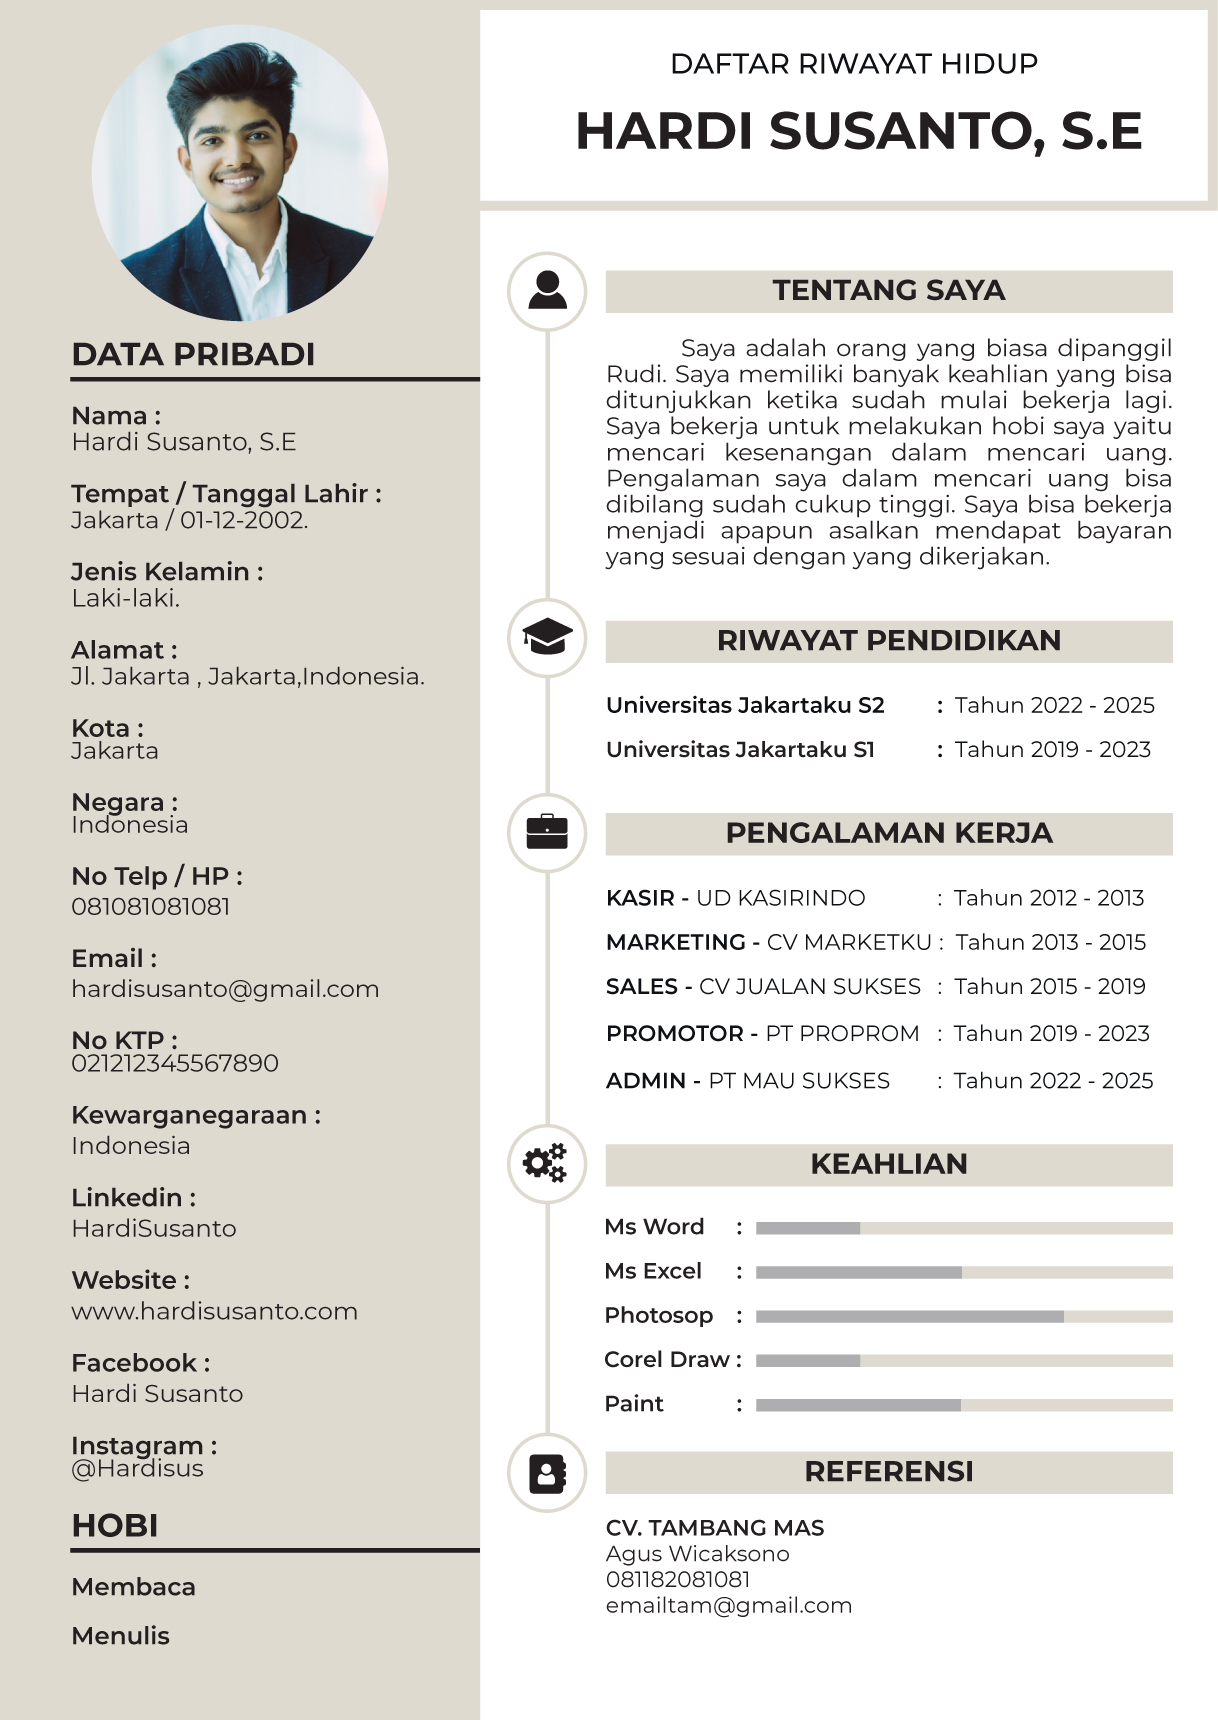 DATA PRIBADI
Nama :
Hardi Susanto, S.E
Tempat / Tanggal Lahir :
Jakarta / 01-12-2002.
Jenis Kelamin :
Laki-laki.
Alamat :
Jl. Jakarta , Jakarta,Indonesia.
Kota :
Jakarta
Negara :
Indonesia
No Telp / HP :
081081081081
Email :
hardisusanto@gmail.com
No KTP :
021212345567890
Kewarganegaraan :
Indonesia
Linkedin :
HardiSusanto
Website :
www.hardisusanto.com
Facebook :
Hardi Susanto
Instagram :
@Hardisus
HOBI
Membaca
Menulis
DAFTAR RIWAYAT HIDUP
HARDI SUSANTO, S.E
TENTANG SAYA
Saya adalah orang yang biasa dipanggil
Rudi. Saya memiliki banyak keahlian yang bisa
ditunjukkan ketika sudah mulai bekerja lagi.
Saya bekerja untuk melakukan hobi saya yaitu
mencari kesenangan dalam mencari uang.
Pengalaman saya dalam mencari uang bisa
dibilang sudah cukup tinggi. Saya bisa bekerja
menjadi apapun asalkan mendapat bayaran
yang sesuai dengan yang dikerjakan.
RIWAYAT PENDIDIKAN
Universitas Jakartaku S2 : Tahun 2022 - 2025
Universitas Jakartaku S1 : Tahun 2019 - 2023
PENGALAMAN KERJA
KASIR - UD KASIRINDO : Tahun 2012 - 2013
MARKETING - CV MARKETKU : Tahun 2013 - 2015
SALES - CV JUALAN SUKSES : Tahun 2015 - 2019
PROMOTOR - PT PROPROM : Tahun 2019 - 2023
ADMIN - PT MAU SUKSES : Tahun 2022 - 2025
KEAHLIAN
Ms Word :
Ms Excel :
Photosop :
Corel Draw :
Paint :
REFERENSI
CV. TAMBANG MAS
Agus Wicaksono
081182081081
emailtam@gmail.com